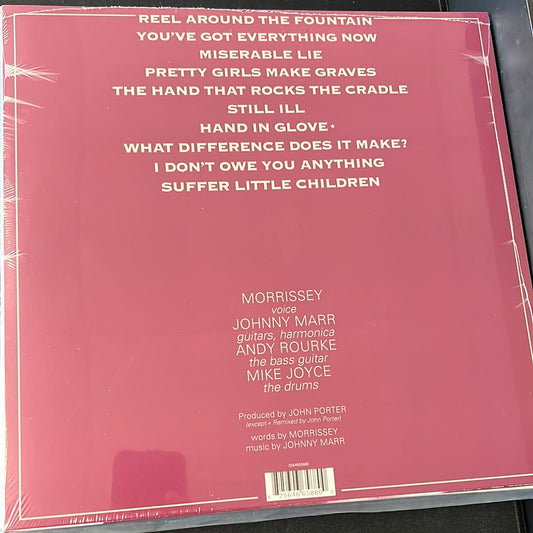 REEL AROUND THE FOUNTAIN
YOU'VE GOT EVERYTHING NOW
MISERABLE LIE
PRETTY GIRLS MAKE GRAVES
THE HAND THAT ROCKS THE CRADLE
STILL ILL
HAND IN GLOVE*
WHAT DIFFERENCE DOES IT MAKE?
I DON'T OWE YOU ANYTHING
SUFFER LITTLE CHILDREN
MORRISSEY
voice
JOHNNY MARR
guitars, harmonica
ANDY ROURKE
the bass guitar
MIKE JOYCE
the drums
Produced by JOHN PORTER
(except * Remixed by John Porter)
words by MORRISSEY
music by JOHNNY MARR
2564665880
25646 65880